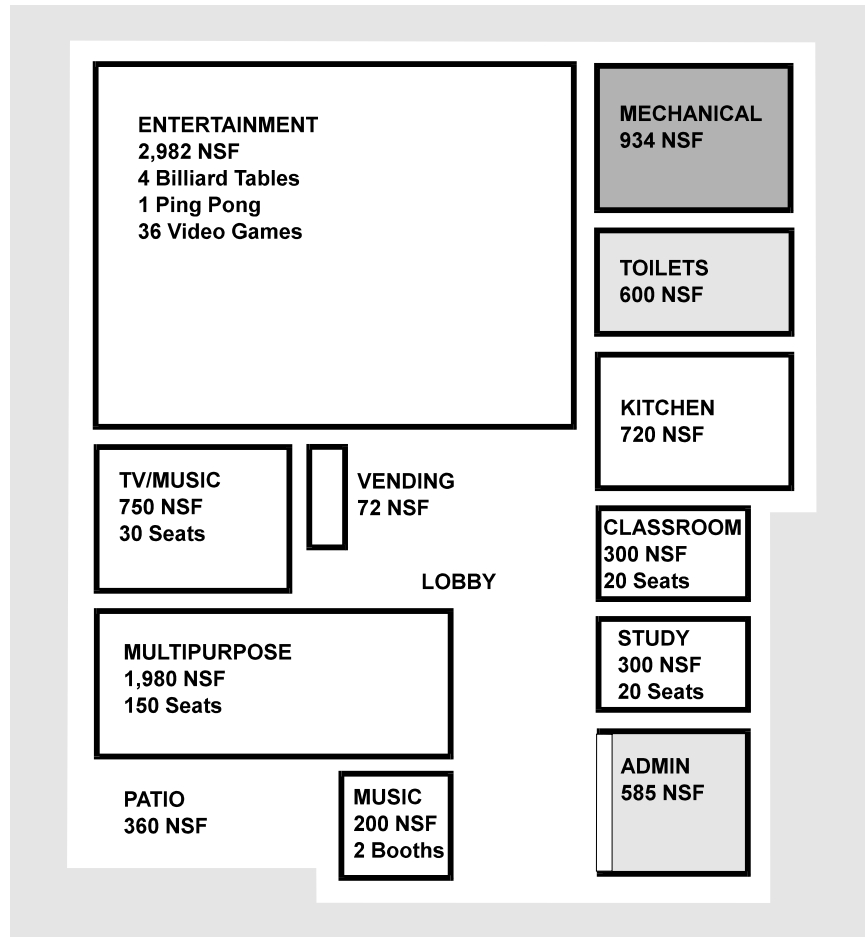 ENTERTAINMENT
2,982 NSF
4 Billiard Tables
1 Ping Pong
36 Video Games
MECHANICAL
934 NSF
TOILETS
600 NSF
KITCHEN
720 NSF
TV/MUSIC
750 NSF
30 Seats
VENDING
72 NSF
CLASSROOM
300 NSF
20 Seats
LOBBY
MULTIPURPOSE
1,980 NSF
150 Seats
STUDY
300 NSF
20 Seats
PATIO
360 NSF
MUSIC
200 NSF
2 Booths
ADMIN
585 NSF